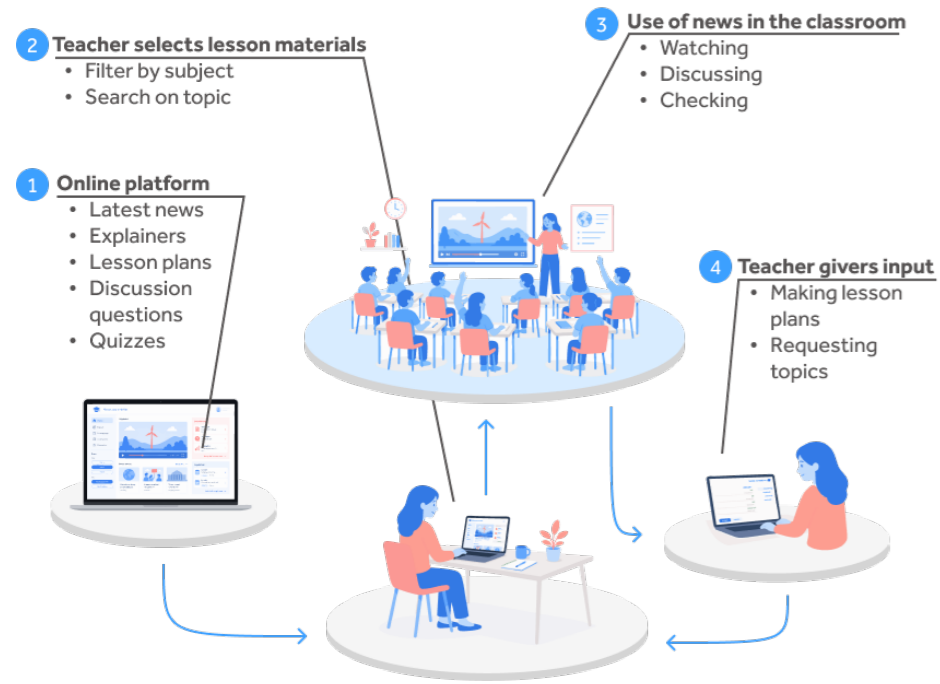 1 Online platform
• Latest news
• Explainers
• Lesson plans
• Discussion
questions
• Quizzes
2 Teacher selects lesson materials
• Filter by subject
• Search on topic
3 Use of news in the classroom
• Watching
• Discussing
• Checking
4 Teacher givers input
• Making lesson
plans
• Requesting
topics